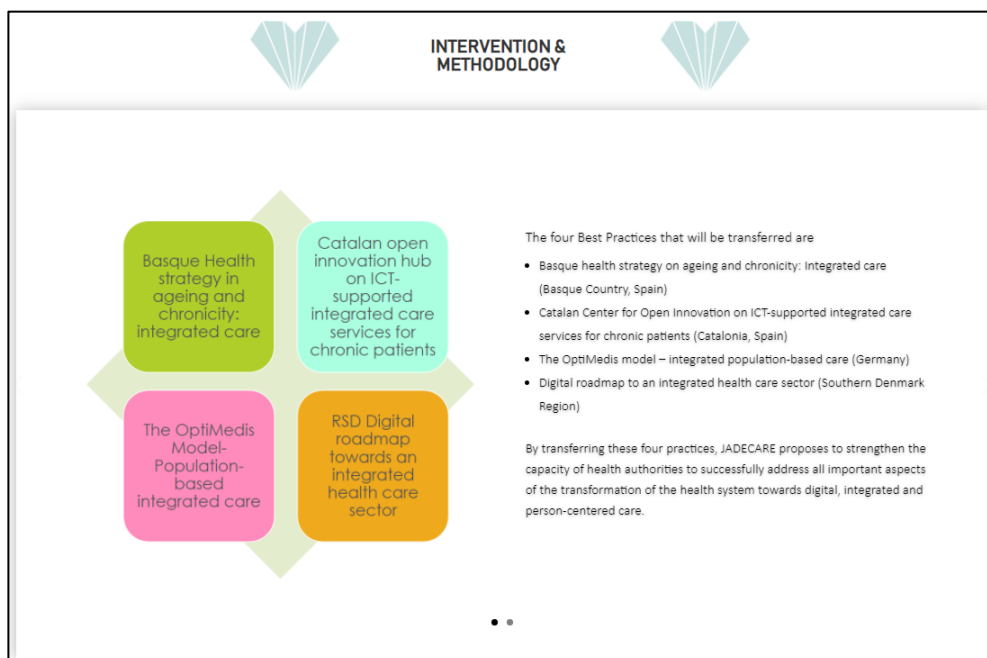 INTERVENTION &
METHODOLOGY
Basque Health
strategy in
ageing and
chronicity:
integrated care
Catalan open
innovation hub
on ICT-
supported
integrated care
services for
chronic patients
The OptiMedis
Model-
Population-
based
integrated care
RSD Digital
roadmap
towards an
integrated
health care
sector
The four Best Practices that will be transferred are
• Basque health strategy on ageing and chronicity: Integrated care
(Basque Country, Spain)
• Catalan Center for Open Innovation on ICT-supported integrated care
services for chronic patients (Catalonia, Spain)
• The OptiMedis model – integrated population-based care (Germany)
• Digital roadmap to an integrated health care sector (Southern Denmark
Region)
By transferring these four practices, JADECARE proposes to strengthen the
capacity of health authorities to successfully address all important aspects
of the transformation of the health system towards digital, integrated and
person-centered care.